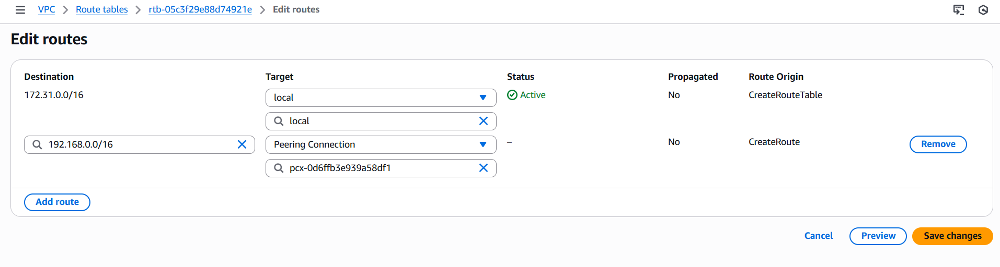 VPC > Route tables > rtb-05c3f29e88d74921e > Edit routes
Edit routes
Destination Target Status Propagated Route Origin
172.31.0.0/16 local Active No CreateRouteTable
local
192.168.0.0/16 Peering Connection – No CreateRoute Remove
pcx-0d6ffb3e939a58df1
Add route
Cancel Preview Save changes